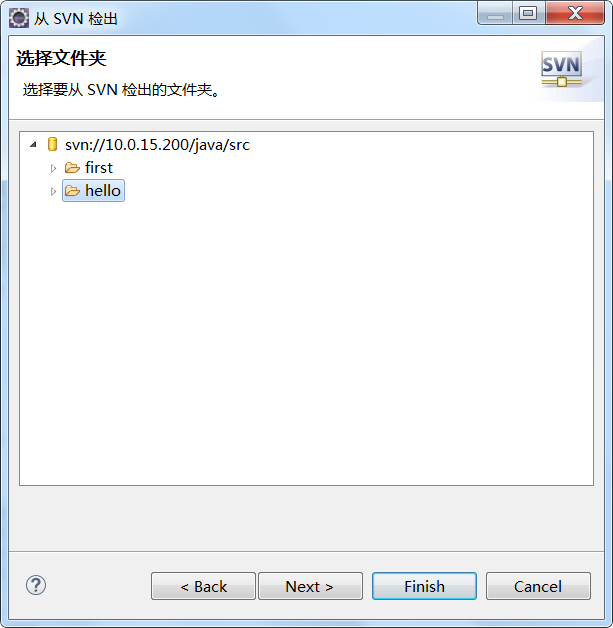 从 SVN 检出
选择文件夹
选择要从 SVN 检出的文件夹。
SVN
svn://10.0.15.200/java/src
first
hello
?
< Back Next > Finish Cancel